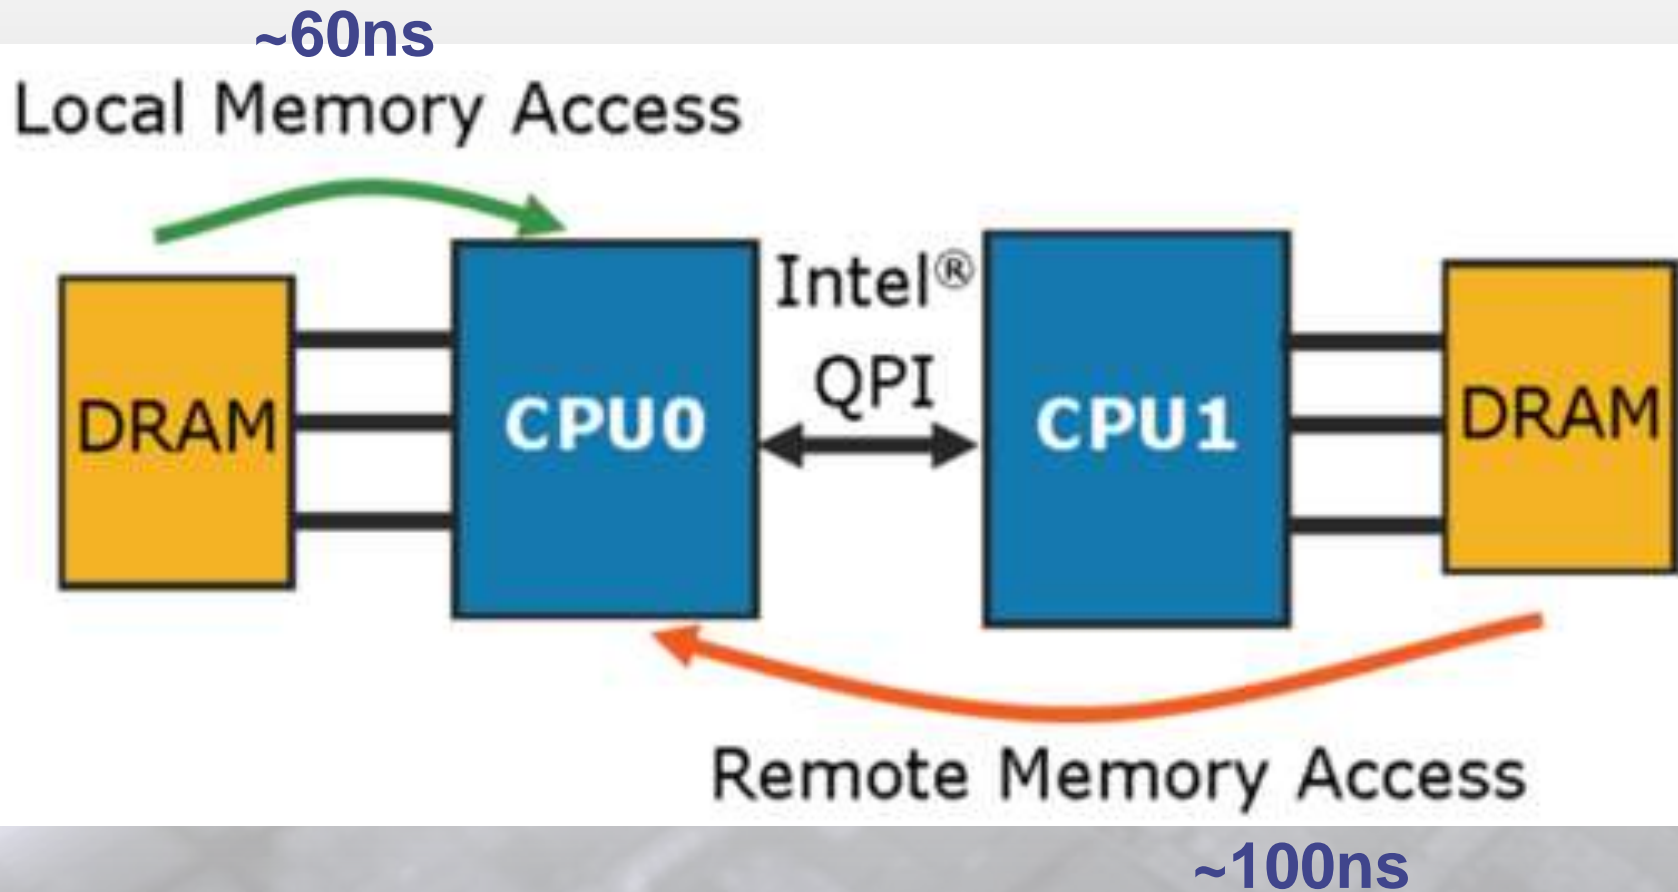 ~60ns
Local Memory Access
Intel®
QPI
DRAM
CPU0
CPU1
DRAM
Remote Memory Access
~100ns